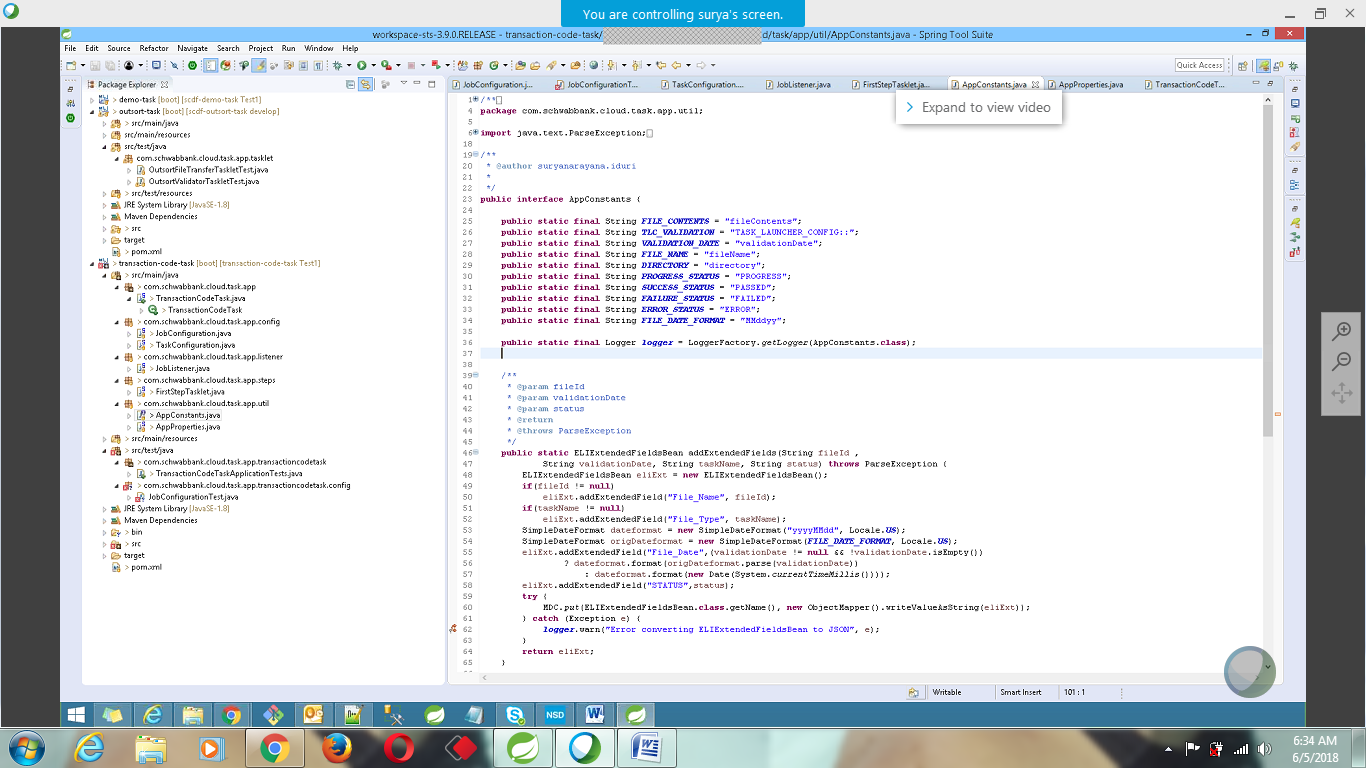 You are controlling surya's screen.
workspace-sts-3.9.0.RELEASE - transaction-code-task/ d/task/app/util/AppConstants.java - Spring Tool Suite
File Edit Source Refactor Navigate Search Project Run Window Help
Quick Access
Package Explorer
JobConfiguration.j... JobConfigurationT... TaskConfiguration.... JobListener.java FirstStepTasklet.ja... AppConstants.java AppProperties.java TransactionCodeT...
Expand to view video
> demo-task [boot] [scdf-demo-task Test1]
> outsort-task [boot] [scdf-outsort-task develop]
> src/main/java
> src/main/resources
> src/test/java
> com.schwabbank.cloud.task.app.tasklet
> OutsortFileTransferTaskletTest.java
> OutsortValidatorTaskletTest.java
> src/test/resources
JRE System Library [JavaSE-1.8]
Maven Dependencies
> src
target
> pom.xml
> transaction-code-task [boot] [transaction-code-task Test1]
> src/main/java
> com.schwabbank.cloud.task.app
> TransactionCodeTask.java
> TransactionCodeTask
> com.schwabbank.cloud.task.app.config
> JobConfiguration.java
> TaskConfiguration.java
> com.schwabbank.cloud.task.app.listener
> JobListener.java
> com.schwabbank.cloud.task.app.steps
> FirstStepTasklet.java
> com.schwabbank.cloud.task.app.util
> AppConstants.java
> AppProperties.java
> src/main/resources
> src/test/java
> com.schwabbank.cloud.task.app.transactioncodetask
> TransactionCodeTaskApplicationTests.java
> com.schwabbank.cloud.task.app.transactioncodetask.config
> JobConfigurationTest.java
JRE System Library [JavaSE-1.8]
Maven Dependencies
> bin
> src
target
> pom.xml
1 /**
4 package com.schwabbank.cloud.task.app.util;
5
6 import java.text.ParseException;
18
19 /**
20 * @author suryanarayana.iduri
21 *
22 */
23 public interface AppConstants {
24
25 public static final String FILE_CONTENTS = "fileContents";
26 public static final String TLC_VALIDATION = "TASK_LAUNCHER_CONFIG::";
27 public static final String VALIDATION_DATE = "validationDate";
28 public static final String FILE_NAME = "fileName";
29 public static final String DIRECTORY = "directory";
30 public static final String PROGRESS_STATUS = "PROGRESS";
31 public static final String SUCCESS_STATUS = "PASSED";
32 public static final String FAILURE_STATUS = "FAILED";
33 public static final String ERROR_STATUS = "ERROR";
34 public static final String FILE_DATE_FORMAT = "MMddyy";
35
36 public static final Logger logger = LoggerFactory.getLogger(AppConstants.class);
37
38
39 /**
40 * @param fileId
41 * @param validationDate
42 * @param status
43 * @return
44 * @throws ParseException
45 */
46 public static ELIExtendedFieldsBean addExtendedFields(String fileId ,
47 String validationDate, String taskName, String status) throws ParseException {
48 ELIExtendedFieldsBean eliExt = new ELIExtendedFieldsBean();
49 if(fileId != null)
50 eliExt.addExtendedField("File_Name", fileId);
51 if(taskName != null)
52 eliExt.addExtendedField("File_Type", taskName);
53 SimpleDateFormat dateformat = new SimpleDateFormat("yyyyMMdd", Locale.US);
54 SimpleDateFormat origDateformat = new SimpleDateFormat(FILE_DATE_FORMAT, Locale.US);
55 eliExt.addExtendedField("File_Date",(validationDate != null && !validationDate.isEmpty())
56 ? dateformat.format(origDateformat.parse(validationDate))
57 : dateformat.format(new Date(System.currentTimeMillis())));
58 eliExt.addExtendedField("STATUS",status);
59 try {
60 MDC.put(ELIExtendedFieldsBean.class.getName(), new ObjectMapper().writeValueAsString(eliExt));
61 } catch (Exception e) {
62 logger.warn("Error converting ELIExtendedFieldsBean to JSON", e);
63 }
64 return eliExt;
65 }
Writable Smart Insert 101 : 1
NSD
6:34 AM
6/5/2018